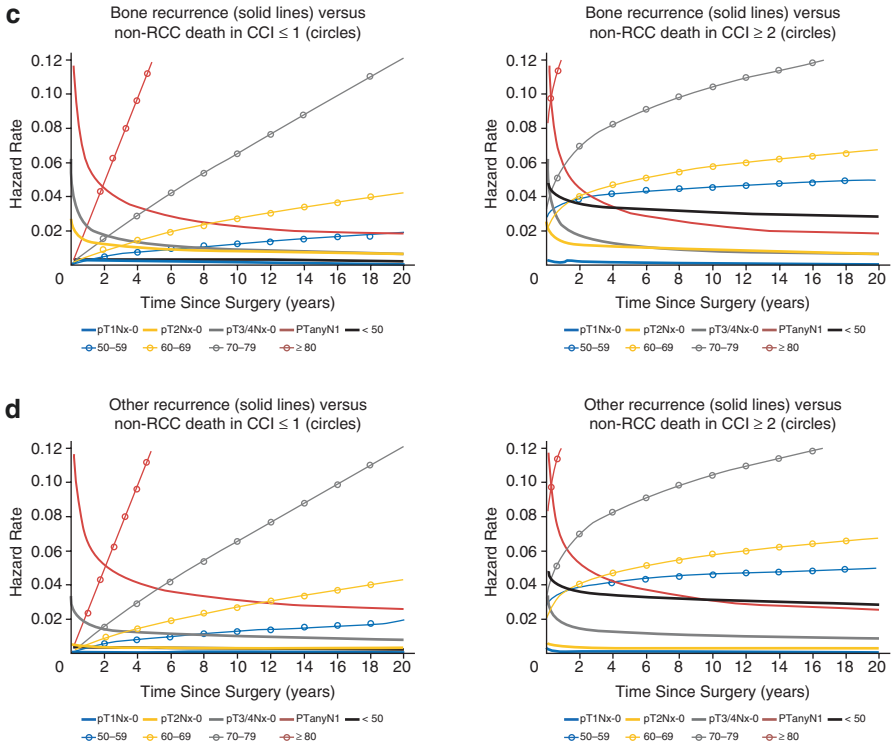 c
Bone recurrence (solid lines) versus
non-RCC death in CCI ≤ 1 (circles)
0.12
0.10
0.08
0.06
0.04
0.02
Hazard Rate
0 2 4 6 8 10 12 14 16 18 20
Time Since Surgery (years)
pT1Nx-0 pT2Nx-0 pT3/4Nx-0 PTanyN1 < 50
50–59 60–69 70–79 ≥ 80
Bone recurrence (solid lines) versus
non-RCC death in CCI ≥ 2 (circles)
0.12
0.10
0.08
0.06
0.04
0.02
Hazard Rate
0 2 4 6 8 10 12 14 16 18 20
Time Since Surgery (years)
pT1Nx-0 pT2Nx-0 pT3/4Nx-0 PTanyN1 < 50
50–59 60–69 70–79 ≥ 80
d
Other recurrence (solid lines) versus
non-RCC death in CCI ≤ 1 (circles)
0.12
0.10
0.08
0.06
0.04
0.02
Hazard Rate
0 2 4 6 8 10 12 14 16 18 20
Time Since Surgery (years)
pT1Nx-0 pT2Nx-0 pT3/4Nx-0 PTanyN1 < 50
50–59 60–69 70–79 ≥ 80
Other recurrence (solid lines) versus
non-RCC death in CCI ≥ 2 (circles)
0.12
0.10
0.08
0.06
0.04
0.02
Hazard Rate
0 2 4 6 8 10 12 14 16 18 20
Time Since Surgery (years)
pT1Nx-0 pT2Nx-0 pT3/4Nx-0 PTanyN1 < 50
50–59 60–69 70–79 ≥ 80